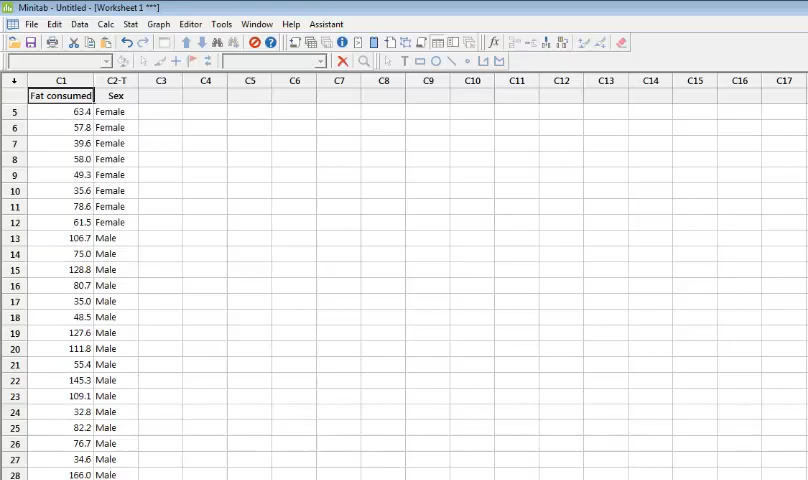 Minitab - Untitled - [Worksheet 1 ***]
File Edit Data Calc Stat Graph Editor Tools Window Help Assistant
C1 C2-T C3 C4 C5 C6 C7 C8 C9 C10 C11 C12 C13 C14 C15 C16 C17
Fat consumed Sex
5 63.4 Female
6 57.8 Female
7 39.6 Female
8 58.0 Female
9 49.3 Female
10 35.6 Female
11 78.6 Female
12 61.5 Female
13 106.7 Male
14 75.0 Male
15 128.8 Male
16 80.7 Male
17 35.0 Male
18 48.5 Male
19 127.6 Male
20 111.8 Male
21 55.4 Male
22 145.3 Male
23 109.1 Male
24 32.8 Male
25 82.2 Male
26 76.7 Male
27 34.6 Male
28 166.0 Male